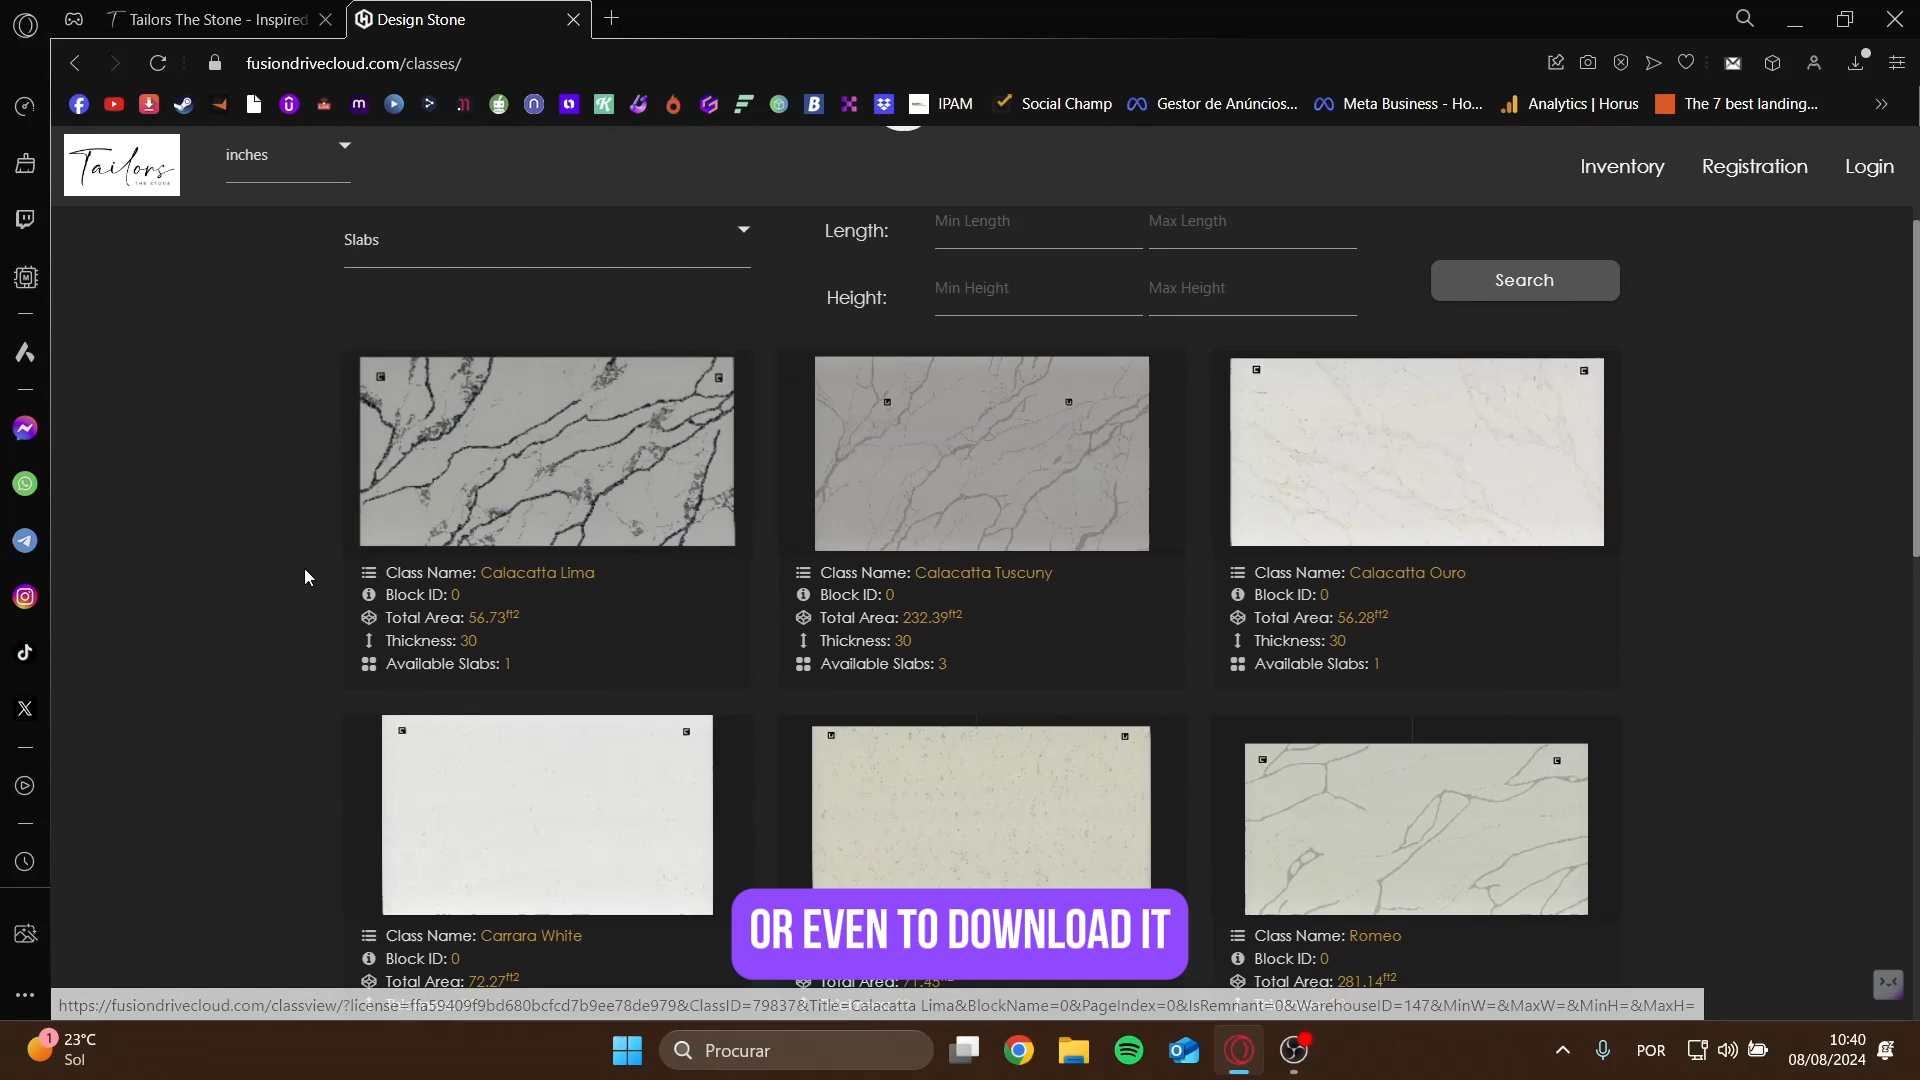 Tailors The Stone - Inspired
Design Stone
fusiondrivecloud.com/classes/
IPAM
Social Champ
Gestor de Anúncios...
Meta Business - Ho...
Analytics | Horus
The 7 best landing...
Tailors
THE STONE
inches
Inventory
Registration
Login
Slabs
Length:
Min Length
Max Length
Height:
Min Height
Max Height
Search
Class Name: Calacatta Lima
Block ID: 0
Total Area: 56.73ft2
Thickness: 30
Available Slabs: 1
Class Name: Calacatta Tuscuny
Block ID: 0
Total Area: 232.39ft2
Thickness: 30
Available Slabs: 3
Class Name: Calacatta Ouro
Block ID: 0
Total Area: 56.28ft2
Thickness: 30
Available Slabs: 1
Class Name: Carrara White
Block ID: 0
Total Area: 72.27ft2
OR EVEN TO DOWNLOAD IT
Class Name: Romeo
Block ID: 0
Total Area: 281.14ft2
https://fusiondrivecloud.com/classview/?license=ffa59409f9bd680bcfcd7b9ee78de979&ClassID=79837&Title=Calacatta Lima&BlockName=0&PageIndex=0&IsRemnant=0&WarehouseID=147&MinW=&MaxW=&MinH=&MaxH=
1
23°C
Sol
Procurar
POR
10:40
08/08/2024